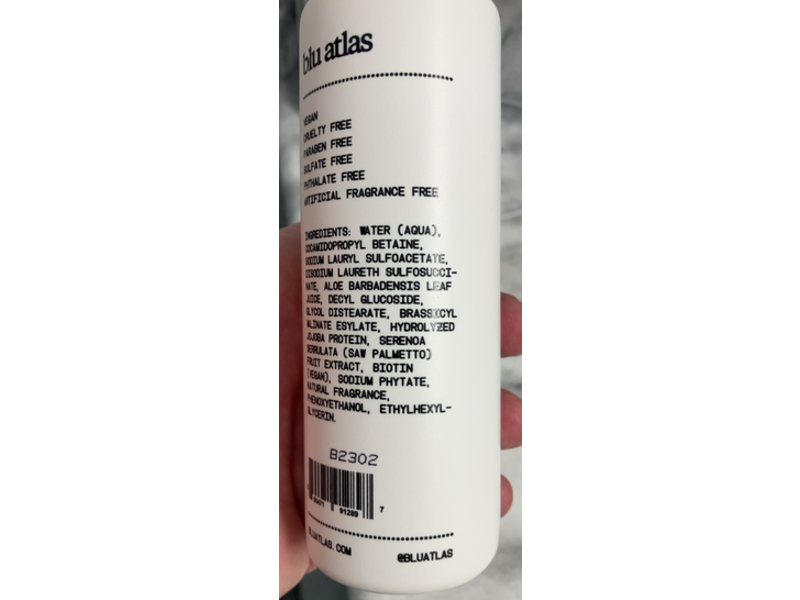 blu atlas
VEGAN
CRUELTY FREE
PARABEN FREE
SULFATE FREE
PHTHALATE FREE
ARTIFICIAL FRAGRANCE FREE
INGREDIENTS: WATER (AQUA),
COCAMIDOPROPYL BETAINE,
SODIUM LAURYL SULFOACETATE,
DISODIUM LAURETH SULFOSUCCI-
NATE, ALOE BARBADENSIS LEAF
JUICE, DECYL GLUCOSIDE,
GLYCOL DISTEARATE, BRASSICYL
VALINATE ESYLATE, HYDROLYZED
JOJOBA PROTEIN, SERENOA
SERRULATA (SAW PALMETTO)
FRUIT EXTRACT, BIOTIN
(VEGAN), SODIUM PHYTATE,
NATURAL FRAGRANCE,
PHENOXYETHANOL, ETHYLHEXYL-
GLYCERIN.
B2302
91289 7
BLUATLAS.COM
@BLUATLAS